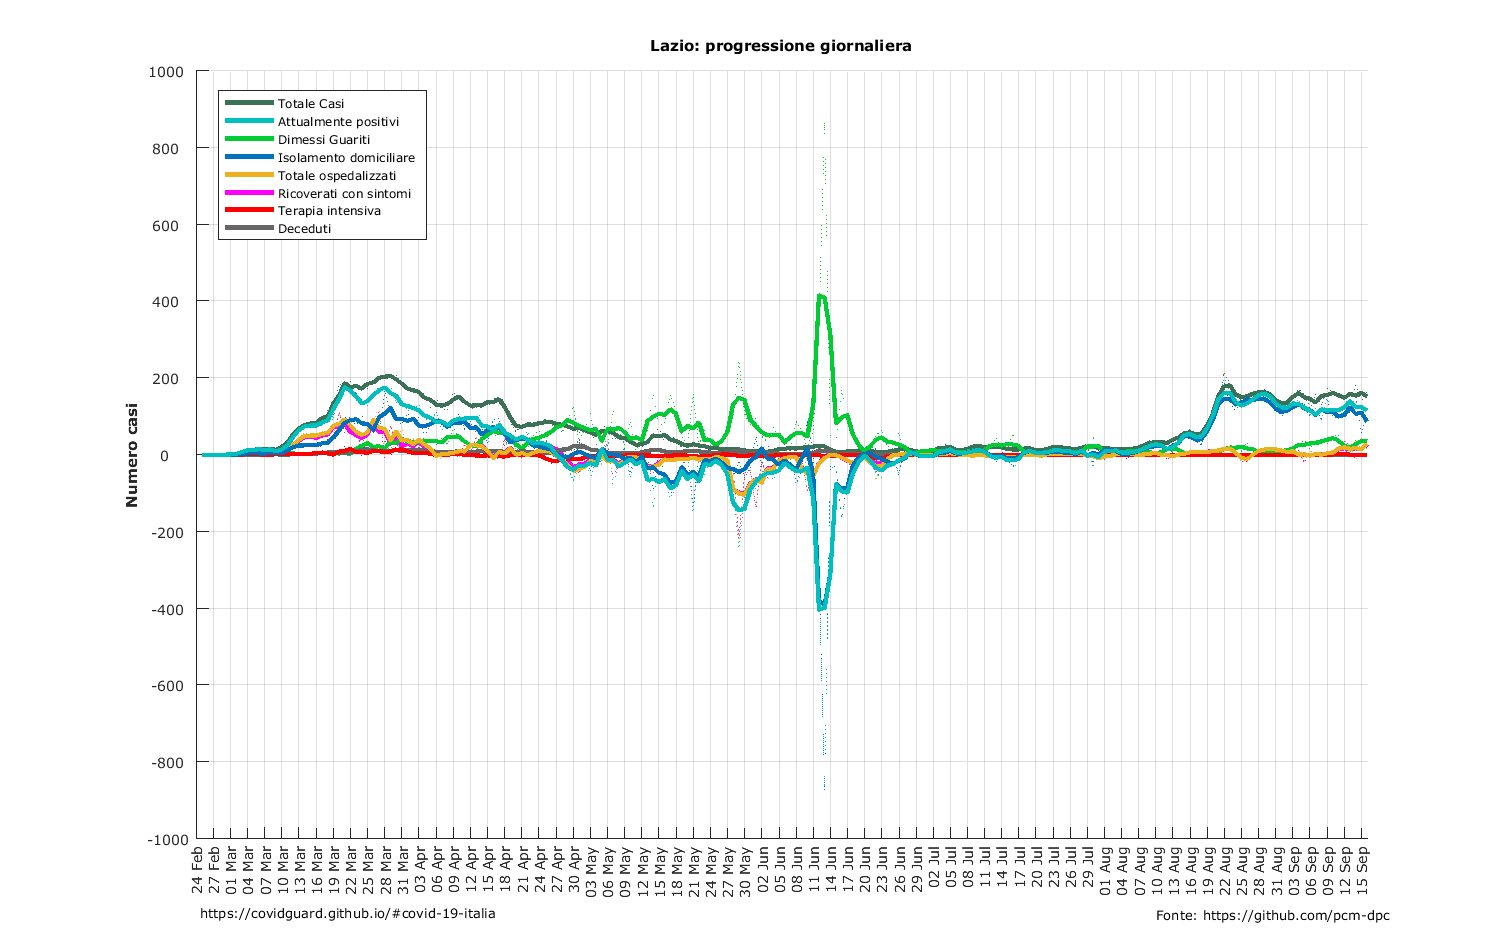 Lazio: progressione giornaliera
Numero casi
1000
800
600
400
200
0
-200
-400
-600
-800
-1000
Totale Casi
Attualmente positivi
Dimessi Guariti
Isolamento domiciliare
Totale ospedalizzati
Ricoverati con sintomi
Terapia intensiva
Deceduti
24 Feb
27 Feb
01 Mar
04 Mar
07 Mar
10 Mar
13 Mar
16 Mar
19 Mar
22 Mar
25 Mar
28 Mar
31 Mar
03 Apr
06 Apr
09 Apr
12 Apr
15 Apr
18 Apr
21 Apr
24 Apr
27 Apr
30 Apr
03 May
06 May
09 May
12 May
15 May
18 May
21 May
24 May
27 May
30 May
02 Jun
05 Jun
08 Jun
11 Jun
14 Jun
17 Jun
20 Jun
23 Jun
26 Jun
29 Jun
02 Jul
05 Jul
08 Jul
11 Jul
14 Jul
17 Jul
20 Jul
23 Jul
26 Jul
29 Jul
01 Aug
04 Aug
07 Aug
10 Aug
13 Aug
16 Aug
19 Aug
22 Aug
25 Aug
28 Aug
31 Aug
03 Sep
06 Sep
09 Sep
12 Sep
15 Sep
https://covidguard.github.io/#covid-19-italia
Fonte: https://github.com/pcm-dpc